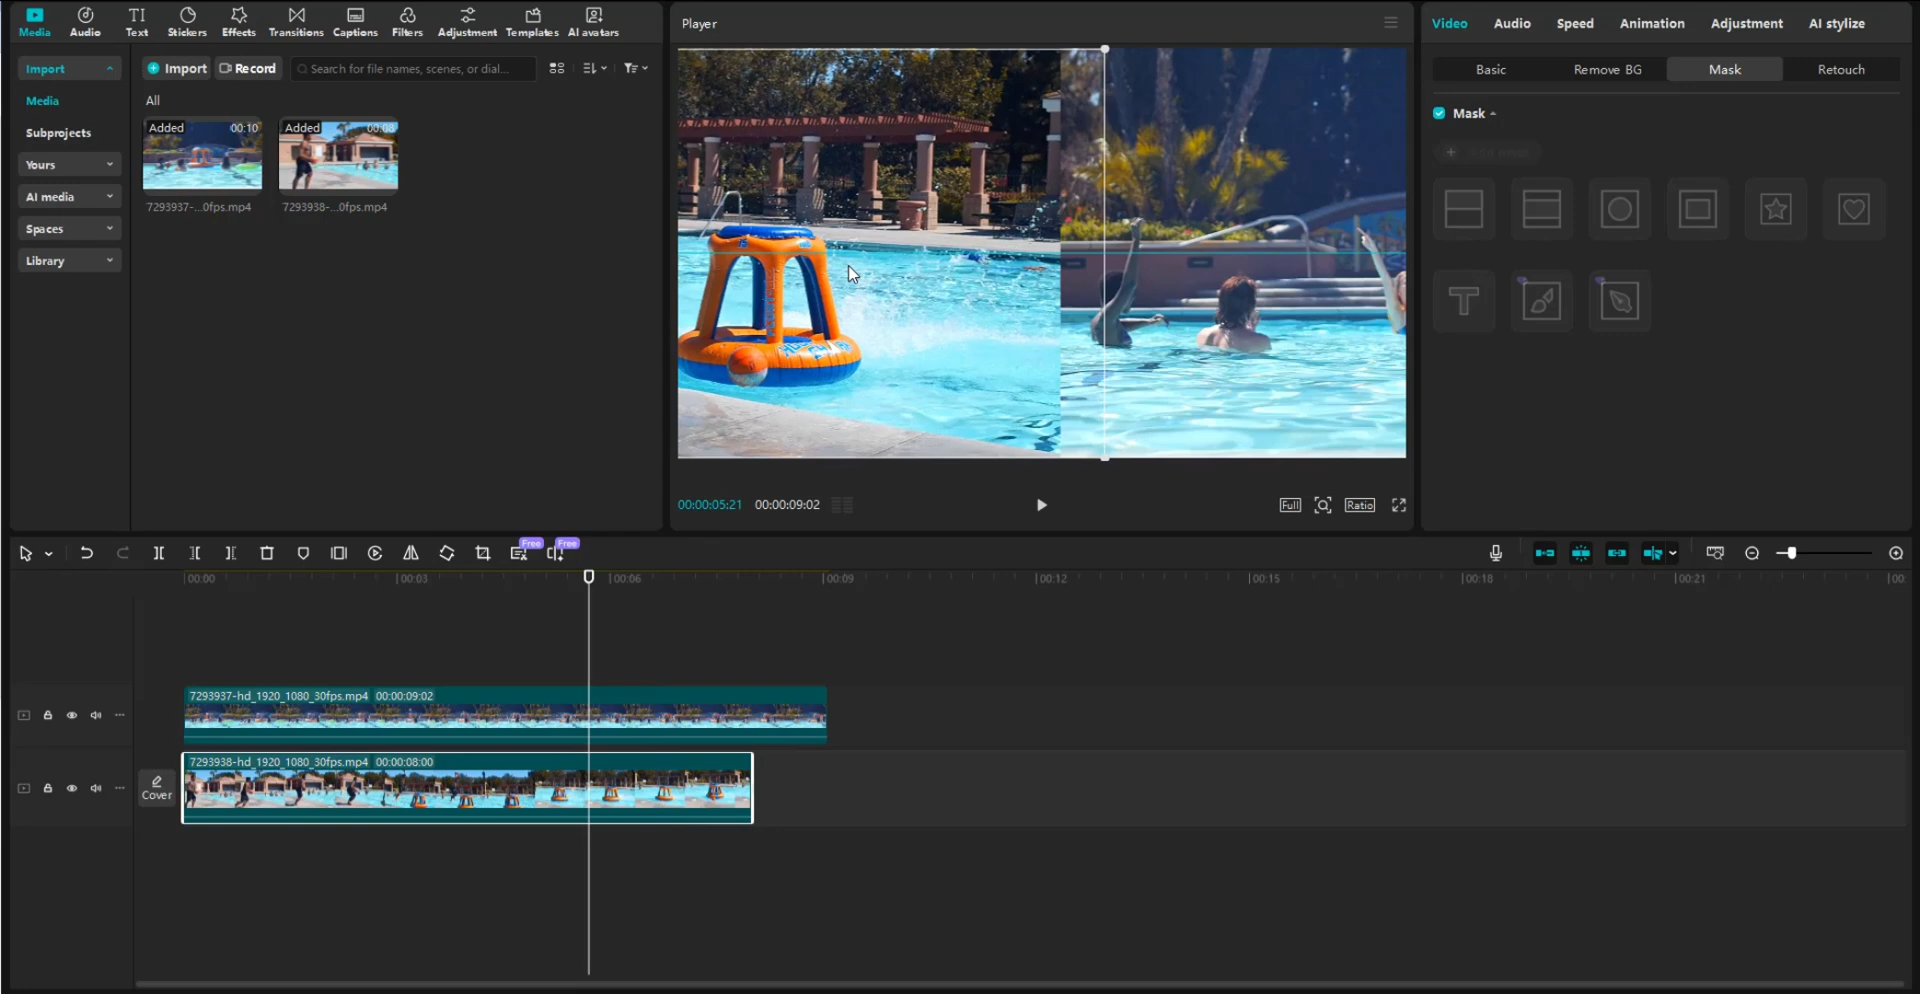 Media Audio Text Stickers Effects Transitions Captions Filters Adjustment Templates AI avatars
Import
Media
Subprojects
Yours
AI media
Spaces
Library
Import Record Search for file names, scenes, or dial...
All
Added 00:10
7293937-...0fps.mp4
Added 00:08
7293938-...0fps.mp4
Player
00:00:05:21 00:00:09:02 Full Ratio
Video Audio Speed Animation Adjustment AI stylize
Basic Remove BG Mask Retouch
Mask
Add mask
Free Free
00:00 00:03 00:06 00:09 00:12 00:15 00:18 00:21 00:
7293937-hd_1920_1080_30fps.mp4 00:00:09:02
7293938-hd_1920_1080_30fps.mp4 00:00:08:00
Cover